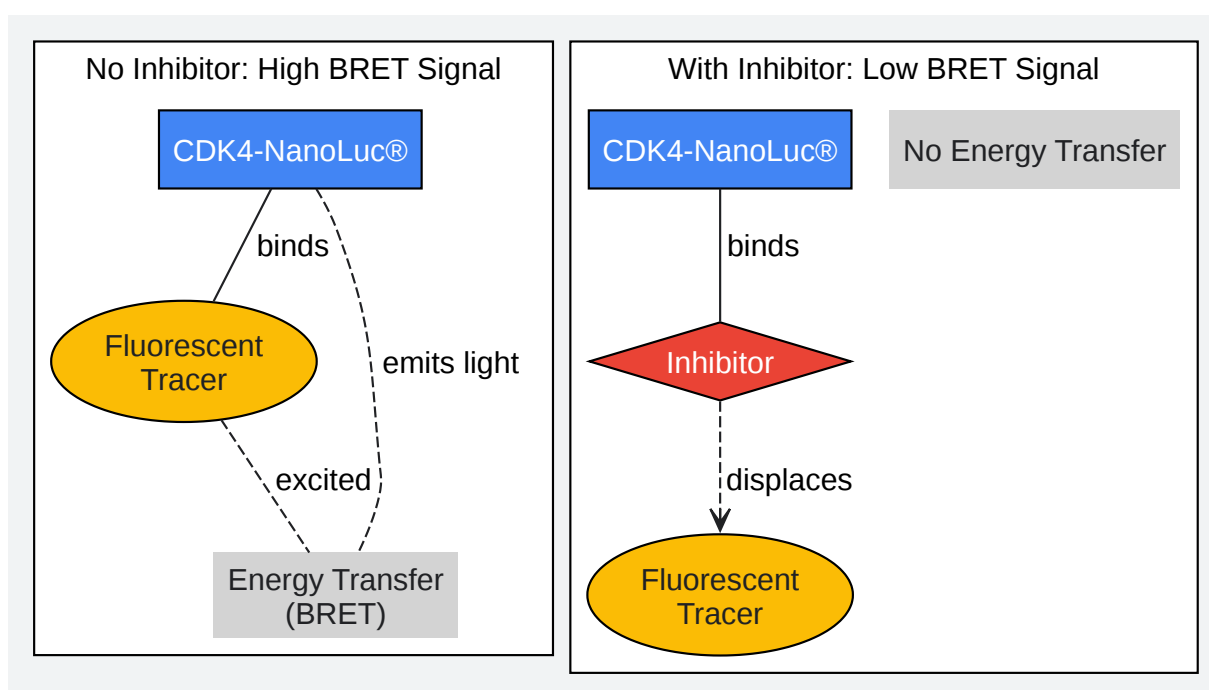 No Inhibitor: High BRET Signal
CDK4-NanoLuc®
binds
Fluorescent
Tracer
emits light
excited
Energy Transfer
(BRET)
With Inhibitor: Low BRET Signal
CDK4-NanoLuc®
No Energy Transfer
binds
Inhibitor
displaces
Fluorescent
Tracer